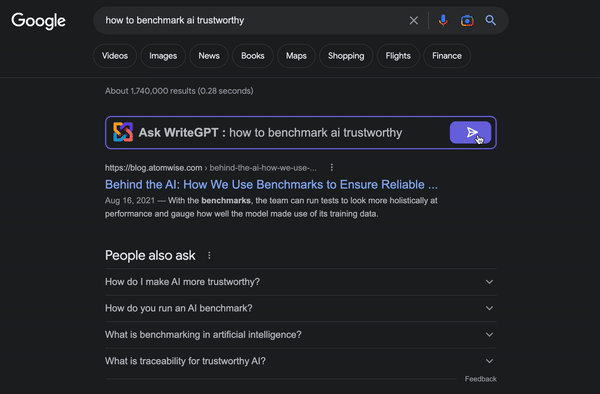 Google
how to benchmark ai trustworthy
Videos Images News Books Maps Shopping Flights Finance
About 1,740,000 results (0.28 seconds)
Ask WriteGPT : how to benchmark ai trustworthy
https://blog.atomwise.com › behind-the-ai-how-we-use-...
Behind the AI: How We Use Benchmarks to Ensure Reliable ...
Aug 16, 2021 — With the benchmarks, the team can run tests to look more holistically at
performance and gauge how well the model made use of its training data.
People also ask
How do I make AI more trustworthy?
How do you run an AI benchmark?
What is benchmarking in artificial intelligence?
What is traceability for trustworthy AI?
Feedback